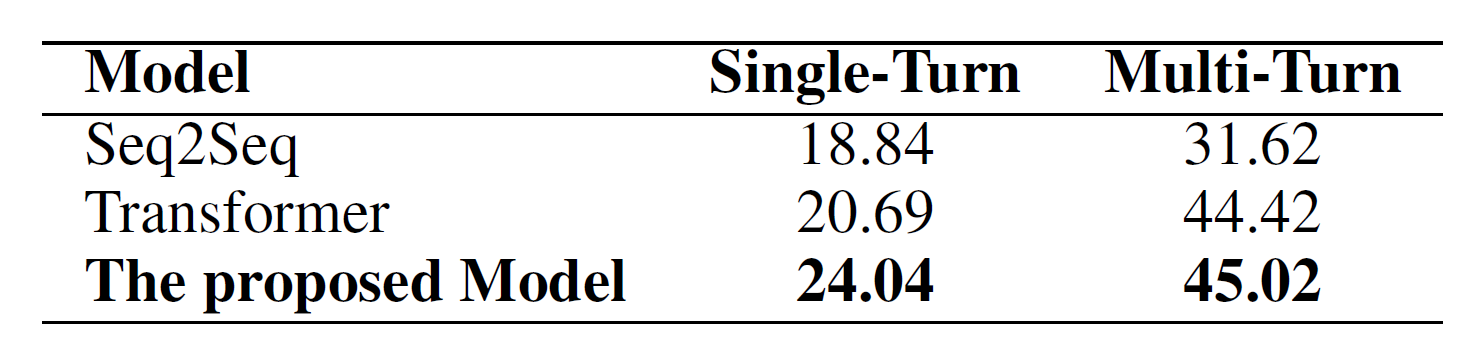 Model Single-Turn Multi-Turn
Seq2Seq 18.84 31.62
Transformer 20.69 44.42
The proposed Model 24.04 45.02